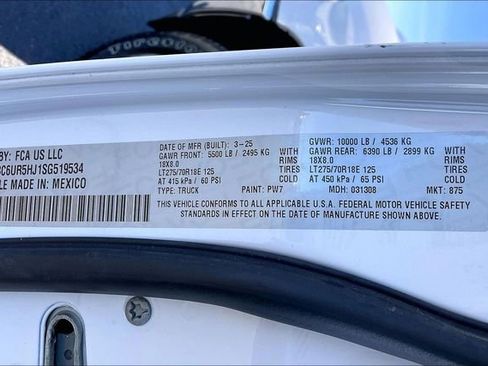 Firestone
BY: FCA US LLC
C6UR5HJ1SG519534
LE MADE IN: MEXICO
DATE OF MFR (BUILT) 3-25
GAWR FRONT: 5500 LB / 2495 KG WITH
18X8.0 RIMS
LT275/70R18E 125 TIRES
AT 415 kPa / 60 PSI COLD
TYPE: TRUCK PAINT: PW7
GVWR: 10000 LB / 4536 KG
GAWR REAR: 6390 LB / 2899 KG WITH
18X8.0 RIMS
LT275/70R18E 125 TIRES
AT 450 kPa / 65 PSI COLD
MDH: 031308 MKT: 875
THIS VEHICLE CONFORMS TO ALL APPLICABLE U.S.A. FEDERAL MOTOR VEHICLE SAFETY
STANDARDS IN EFFECT ON THE DATE OF MANUFACTURE SHOWN ABOVE